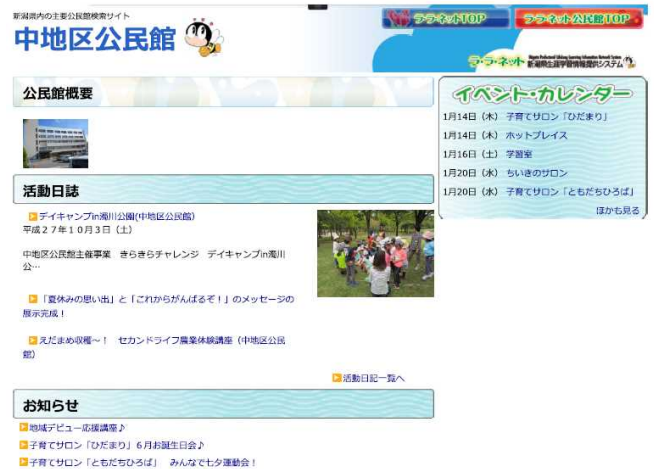 新潟県内の主要公民館検索サイト
中地区公民館
ラ・ラ・ネットTOP
ラ・ラ・ネット公民館TOP
ラ・ラ・ネット 新潟県生涯学習情報提供システム
公民館概要
活動日誌
デイキャンプin滝川公園(中地区公民館)
平成27年10月3日(土)
中地区公民館主催事業 きらきらチャレンジ デイキャンプin滝川
公…
「夏休みの思い出」と「これからがんばるぞ!」のメッセージの
展示完成!
えだまめ収穫~! セカンドライフ農業体験講座(中地区公民
館)
活動日記一覧へ
お知らせ
地域デビュー応援講座♪
子育てサロン「ひだまり」6月お誕生日会♪
子育てサロン「ともだちひろば」 みんなで七夕運動会!
イベント・カレンダー
1月14日(木) 子育てサロン「ひだまり」
1月14日(木) ホットプレイス
1月16日(土) 学習室
1月20日(水) ちいきのサロン
1月20日(水) 子育てサロン「ともだちひろば」
ほかも見る